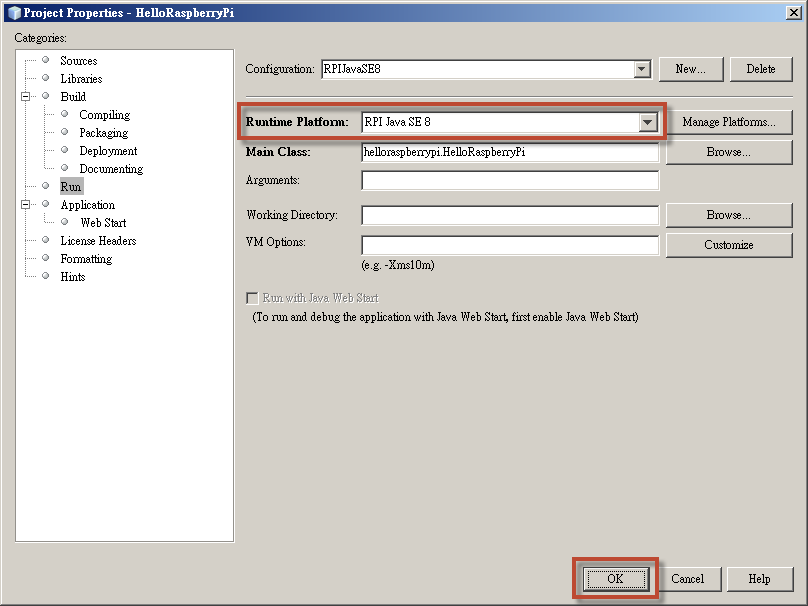 Project Properties - HelloRaspberryPi
Categories:
Sources
Libraries
Build
Compiling
Packaging
Deployment
Documenting
Run
Application
Web Start
License Headers
Formatting
Hints
Configuration: RPIJavaSE8 New... Delete
Runtime Platform: RPI Java SE 8 Manage Platforms...
Main Class: helloraspberrypi.HelloRaspberryPi Browse...
Arguments:
Working Directory: Browse...
VM Options: Customize
(e.g. -Xms10m)
Run with Java Web Start
(To run and debug the application with Java Web Start, first enable Java Web Start)
OK Cancel Help